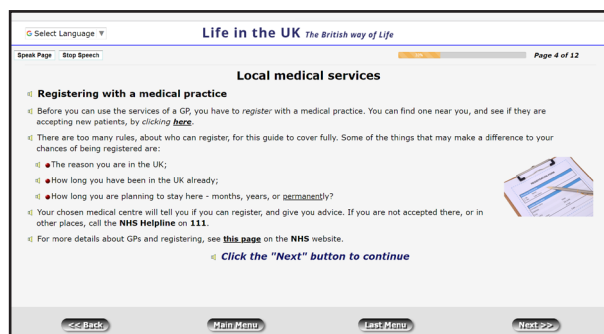 G Select Language ▼
Life in the UK The British way of Life
Speak Page
Stop Speech
Page 4 of 12
Local medical services
Registering with a medical practice
Before you can use the services of a GP, you have to register with a medical practice. You can find one near you, and see if they are
accepting new patients, by clicking here.
There are too many rules, about who can register, for this guide to cover fully. Some of the things that may make a difference to your
chances of being registered are:
The reason you are in the UK;
How long you have been in the UK already;
How long you are planning to stay here - months, years, or permanently?
Your chosen medical centre will tell you if you can register, and give you advice. If you are not accepted there, or in
other places, call the NHS Helpline on 111.
For more details about GPs and registering, see this page on the NHS website.
Click the "Next" button to continue
<< Back
Main Menu
Last Menu
Next >>